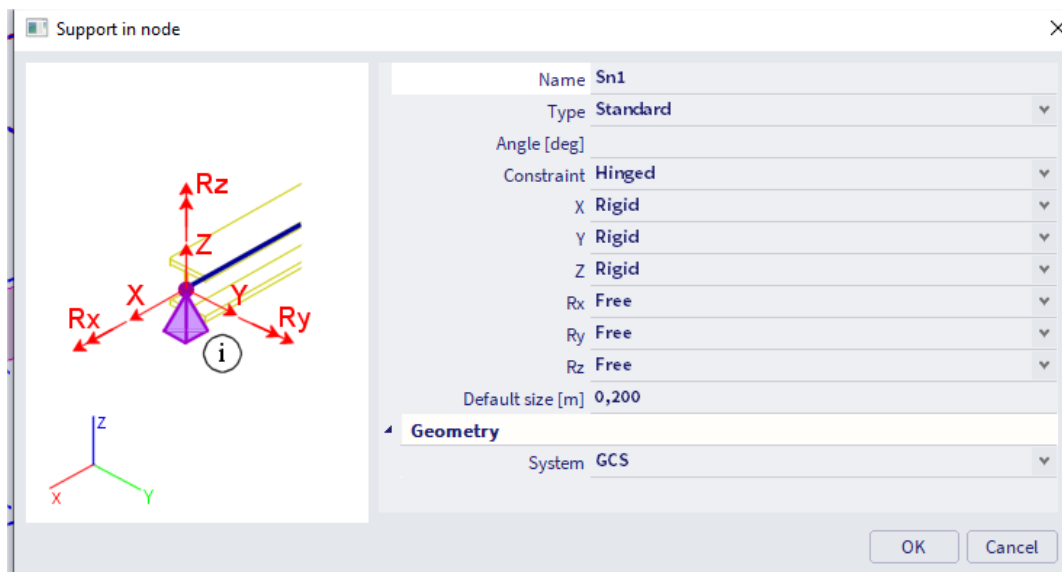 Support in node
Name Sn1
Type Standard
Angle [deg]
Constraint Hinged
X Rigid
Y Rigid
Z Rigid
Rx Free
Ry Free
Rz Free
Default size [m] 0,200
Geometry
System GCS
Rz
Z
X
Y
Rx
Ry
i
Z
X
Y
OK Cancel